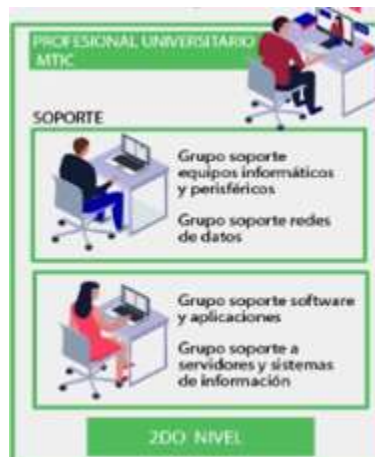 PROFESIONAL UNIVERSITARIO
MTIC
SOPORTE
Grupo soporte
equipos informáticos
y perisféricos
Grupo soporte redes
de datos
Grupo soporte software
y aplicaciones
Grupo soporte a
servidores y sistemas
de información
2DO NIVEL